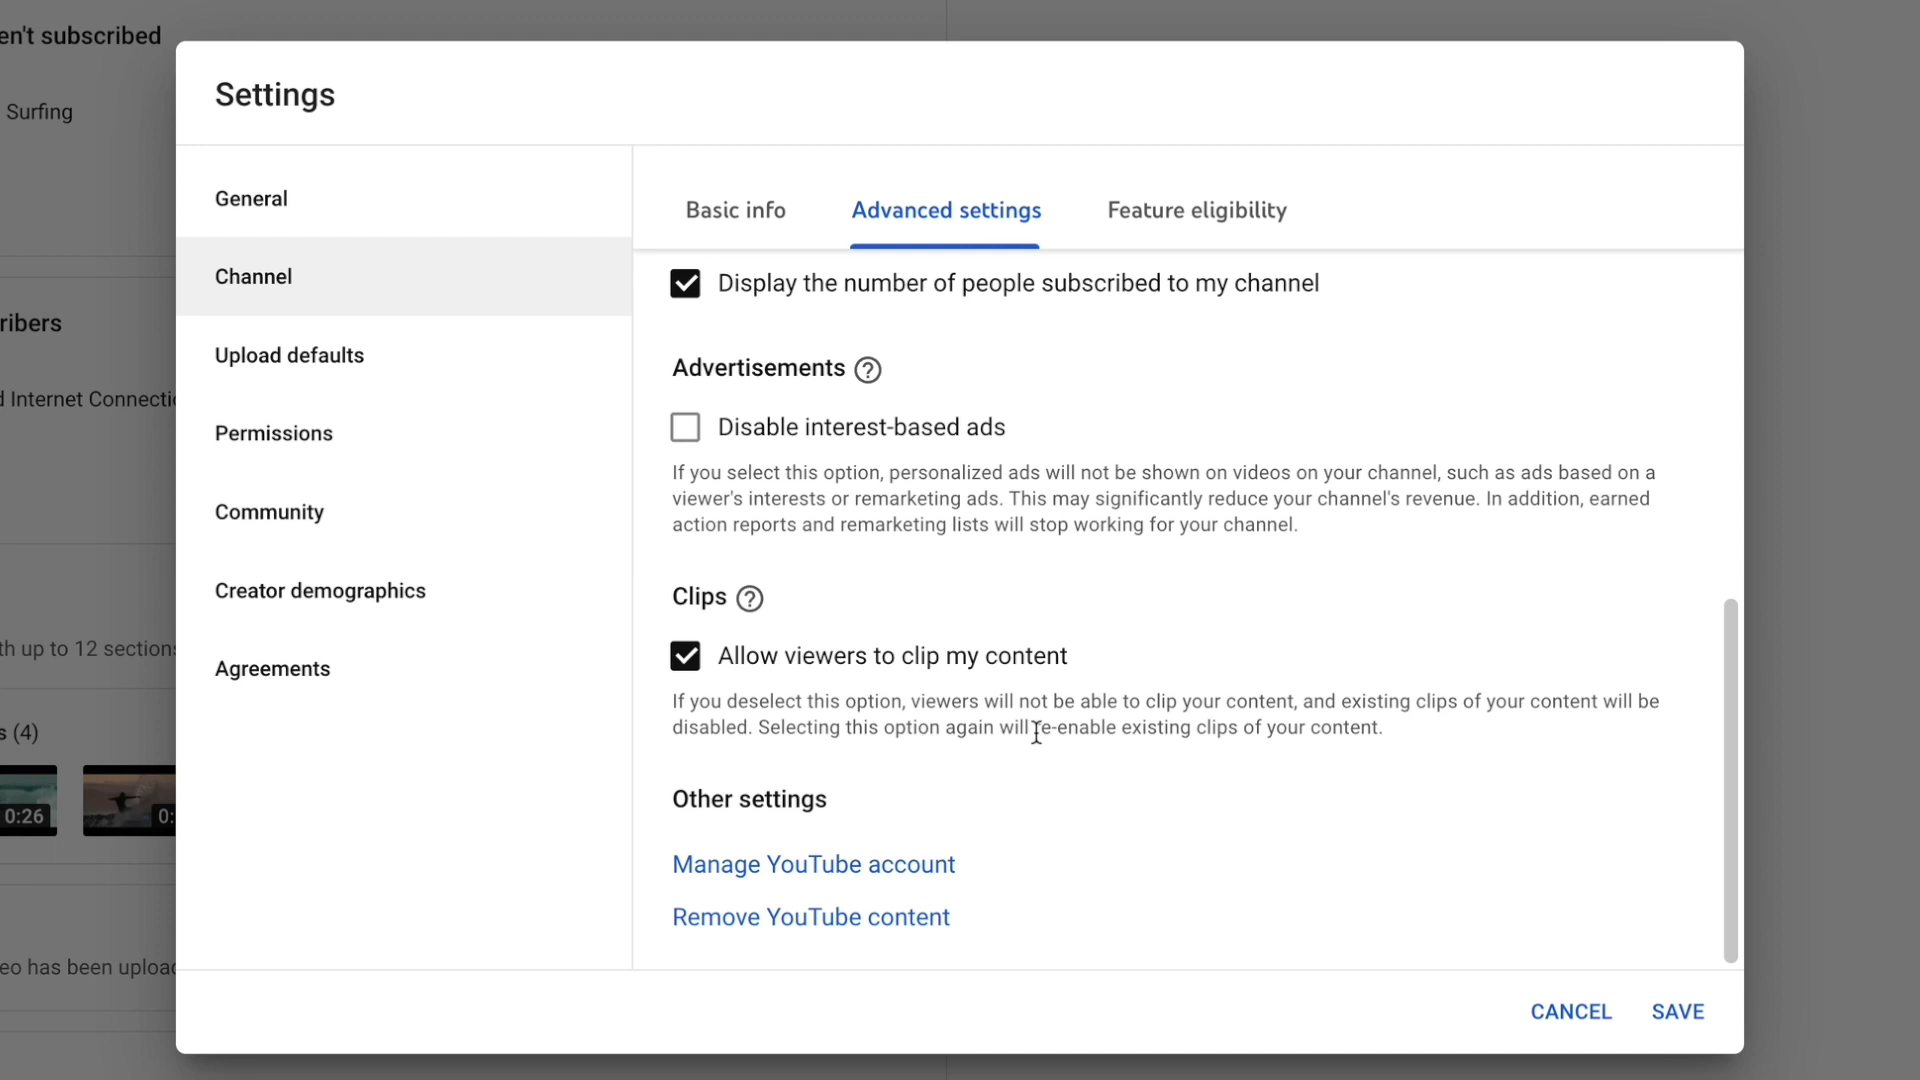 en't subscribed
Surfing
ribers
d Internet Connecti
th up to 12 sections
s (4)
0:26
0:
eo has been uploa
Settings
General
Channel
Upload defaults
Permissions
Community
Creator demographics
Agreements
Basic info
Advanced settings
Feature eligibility
Display the number of people subscribed to my channel
Advertisements ?
Disable interest-based ads
If you select this option, personalized ads will not be shown on videos on your channel, such as ads based on a
viewer's interests or remarketing ads. This may significantly reduce your channel's revenue. In addition, earned
action reports and remarketing lists will stop working for your channel.
Clips ?
Allow viewers to clip my content
If you deselect this option, viewers will not be able to clip your content, and existing clips of your content will be
disabled. Selecting this option again will re-enable existing clips of your content.
Other settings
Manage YouTube account
Remove YouTube content
CANCEL
SAVE